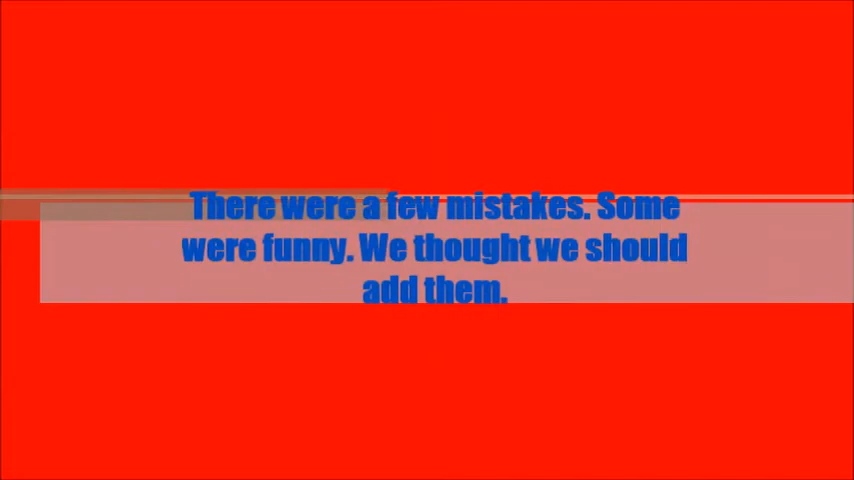 There were a few mistakes. Some
were funny. We thought we should
add them.